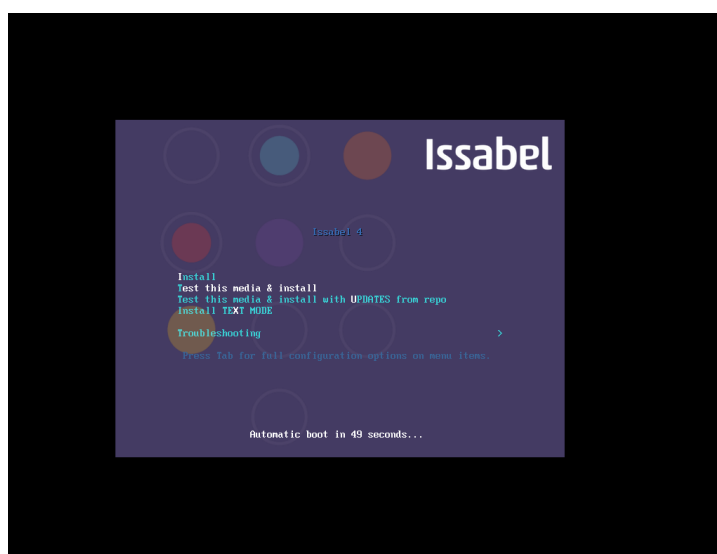 Issabel
Issabel 4
Install
Test this media & install
Test this media & install with UPDATES from repo
Install TEXT MODE
Troubleshooting >
Press Tab for full configuration options on menu items.
Automatic boot in 49 seconds...